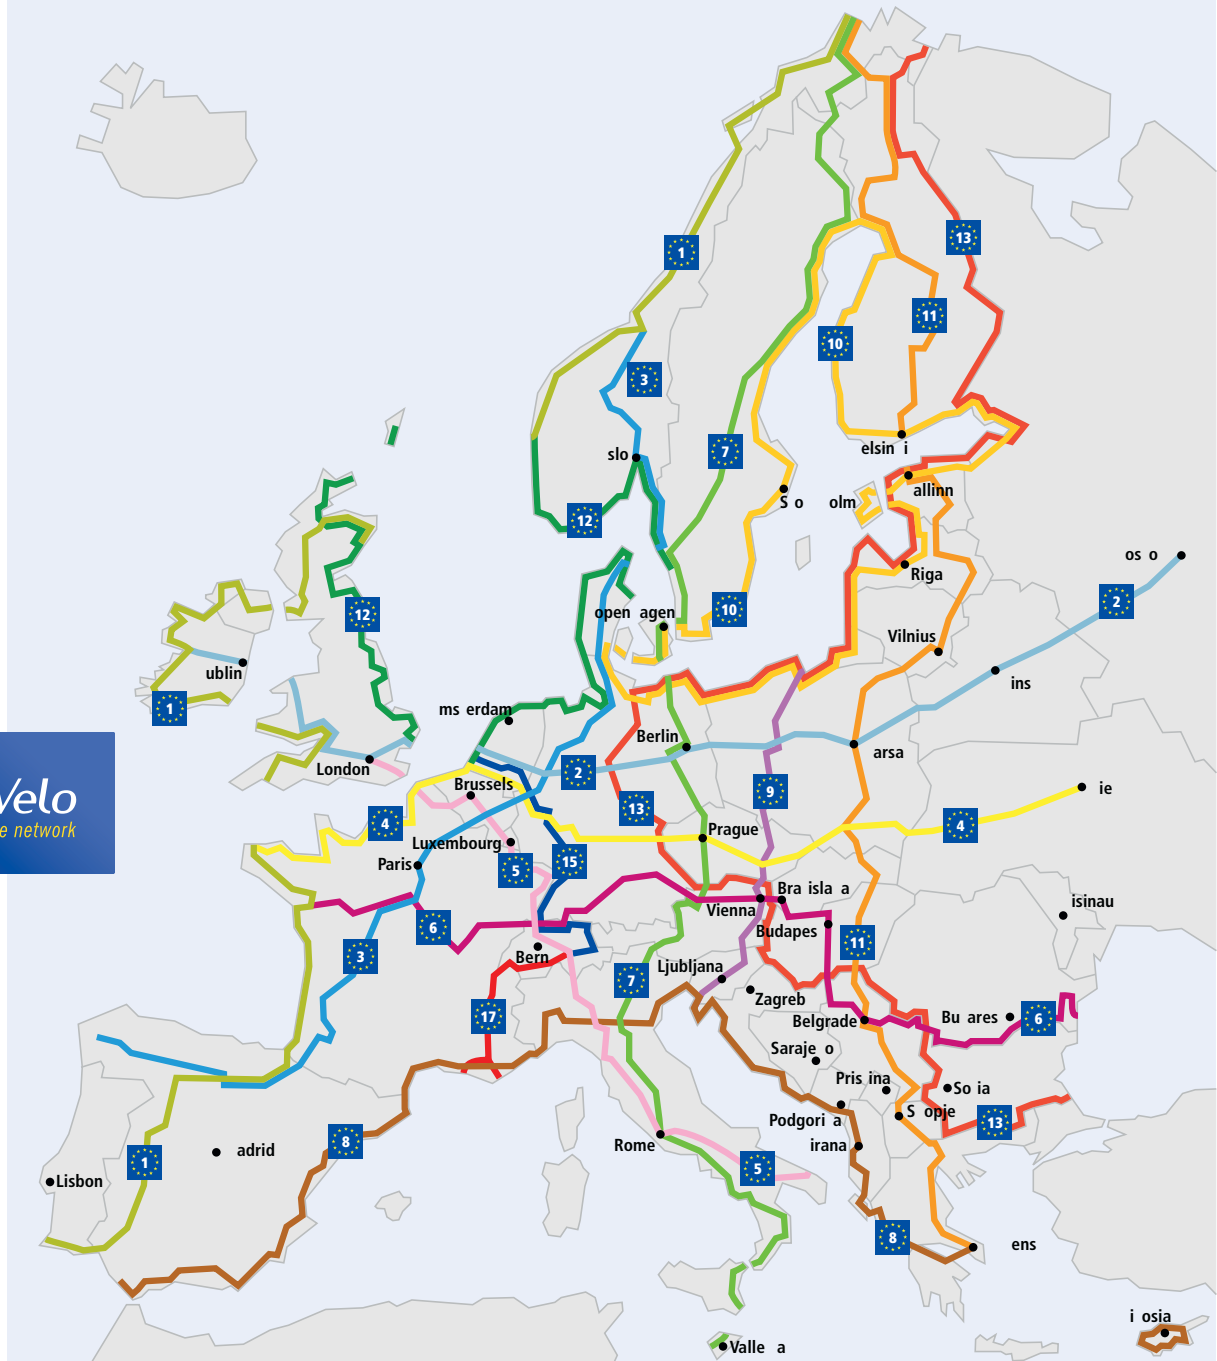 1
13
11
10
3
7
slo
elsin i
allinn
S o olm
12
os o
Riga
2
12
open agen
10
Vilnius
ublin
ins
1
ms erdam
Berlin
arsa
London
2
Brussels
9
ie
Velo
e network
13
4
4
Prague
Luxembourg
Paris
5
15
Bra isla a
isinau
Vienna
6
Budapes
11
Bern
3
7
Ljubljana
Zagreb
17
Belgrade
Bu ares
6
Saraje o
Pris ina
So ia
Podgori a
S opje
13
8
Rome
irana
adrid
1
5
Lisbon
8
ens
i osia
Valle a